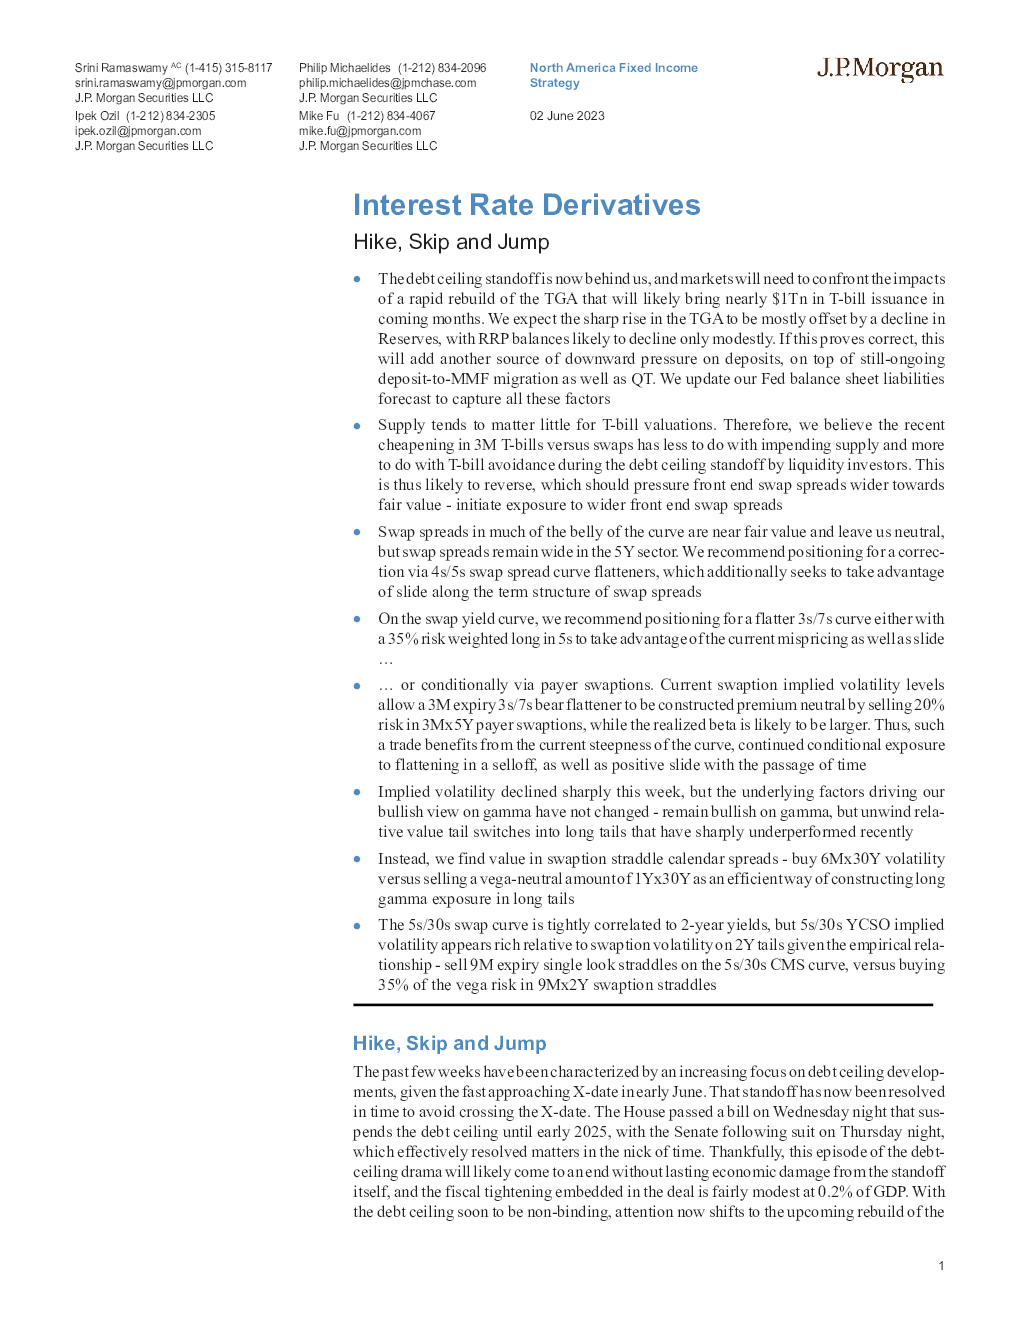 Srini Ramaswamy AC (1-415) 315-8117
srini.ramaswamy@jpmorgan.com
J.P. Morgan Securities LLC
Ipek Ozil (1-212) 834-2305
ipek.ozil@jpmorgan.com
J.P. Morgan Securities LLC
Philip Michaelides (1-212) 834-2096
philip.michaelides@jpmchase.com
J.P. Morgan Securities LLC
Mike Fu (1-212) 834-4067
mike.fu@jpmorgan.com
J.P. Morgan Securities LLC
North America Fixed Income
Strategy
02 June 2023
J.P.Morgan
Interest Rate Derivatives
Hike, Skip and Jump
• The debt ceiling standoff is now behind us, and markets will need to confront the impacts
of a rapid rebuild of the TGA that will likely bring nearly $1Tn in T-bill issuance in
coming months. We expect the sharp rise in the TGA to be mostly offset by a decline in
Reserves, with RRP balances likely to decline only modestly. If this proves correct, this
will add another source of downward pressure on deposits, on top of still-ongoing
deposit-to-MMF migration as well as QT. We update our Fed balance sheet liabilities
forecast to capture all these factors
• Supply tends to matter little for T-bill valuations. Therefore, we believe the recent
cheapening in 3M T-bills versus swaps has less to do with impending supply and more
to do with T-bill avoidance during the debt ceiling standoff by liquidity investors. This
is thus likely to reverse, which should pressure front end swap spreads wider towards
fair value - initiate exposure to wider front end swap spreads
• Swap spreads in much of the belly of the curve are near fair value and leave us neutral,
but swap spreads remain wide in the 5Y sector. We recommend positioning for a correc-
tion via 4s/5s swap spread curve flatteners, which additionally seeks to take advantage
of slide along the term structure of swap spreads
• On the swap yield curve, we recommend positioning for a flatter 3s/7s curve either with
a 35% risk weighted long in 5s to take advantage of the current mispricing as well as slide
…
• … or conditionally via payer swaptions. Current swaption implied volatility levels
allow a 3M expiry 3s/7s bear flattener to be constructed premium neutral by selling 20%
risk in 3Mx5Y payer swaptions, while the realized beta is likely to be larger. Thus, such
a trade benefits from the current steepness of the curve, continued conditional exposure
to flattening in a selloff, as well as positive slide with the passage of time
• Implied volatility declined sharply this week, but the underlying factors driving our
bullish view on gamma have not changed - remain bullish on gamma, but unwind rela-
tive value tail switches into long tails that have sharply underperformed recently
• Instead, we find value in swaption straddle calendar spreads - buy 6Mx30Y volatility
versus selling a vega-neutral amount of 1Yx30Y as an efficient way of constructing long
gamma exposure in long tails
• The 5s/30s swap curve is tightly correlated to 2-year yields, but 5s/30s YCSO implied
volatility appears rich relative to swaption volatility on 2Y tails given the empirical rela-
tionship - sell 9M expiry single look straddles on the 5s/30s CMS curve, versus buying
35% of the vega risk in 9Mx2Y swaption straddles
Hike, Skip and Jump
The past few weeks have been characterized by an increasing focus on debt ceiling develop-
ments, given the fast approaching X-date in early June. That standoff has now been resolved
in time to avoid crossing the X-date. The House passed a bill on Wednesday night that sus-
pends the debt ceiling until early 2025, with the Senate following suit on Thursday night,
which effectively resolved matters in the nick of time. Thankfully, this episode of the debt-
ceiling drama will likely come to an end without lasting economic damage from the standoff
itself, and the fiscal tightening embedded in the deal is fairly modest at 0.2% of GDP. With
the debt ceiling soon to be non-binding, attention now shifts to the upcoming rebuild of the
1